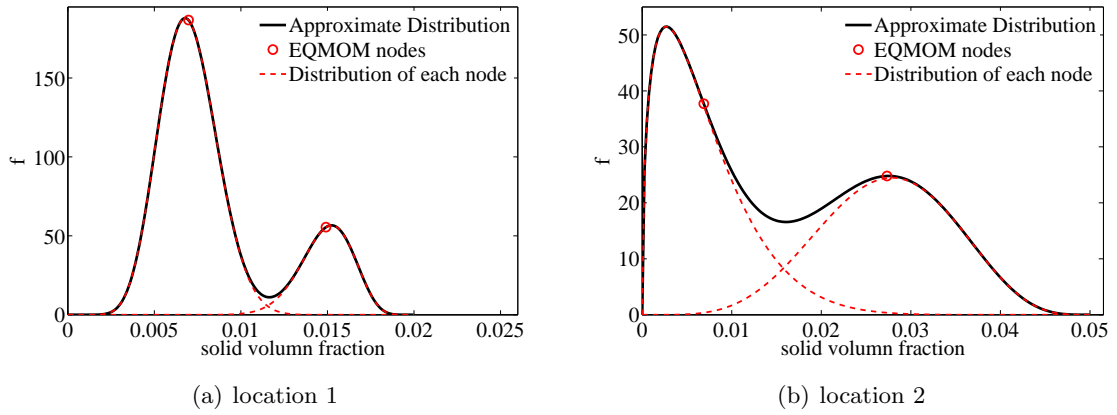 Approximate Distribution
EQMOM nodes
Distribution of each node
150
100
50
0
f
0 0.005 0.01 0.015 0.02 0.025
solid volumn fraction
(a) location 1
Approximate Distribution
EQMOM nodes
Distribution of each node
50
40
30
20
10
0
f
0 0.01 0.02 0.03 0.04 0.05
solid volumn fraction
(b) location 2